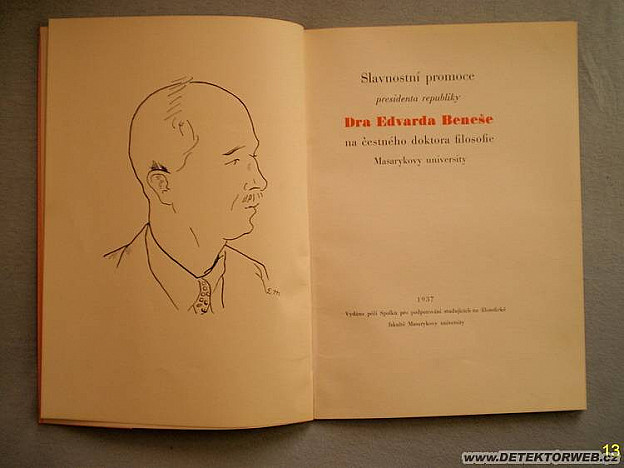 Slavnostní promoce
presidenta republiky
Dra Edvarda Beneše
na čestného doktora filosofie
Masarykovy university
1937
Vydáno péčí Spolku pro podporování studujících na filosofické
fakultě Masarykovy university
13
WWW.DETEKTORWEB.CZ